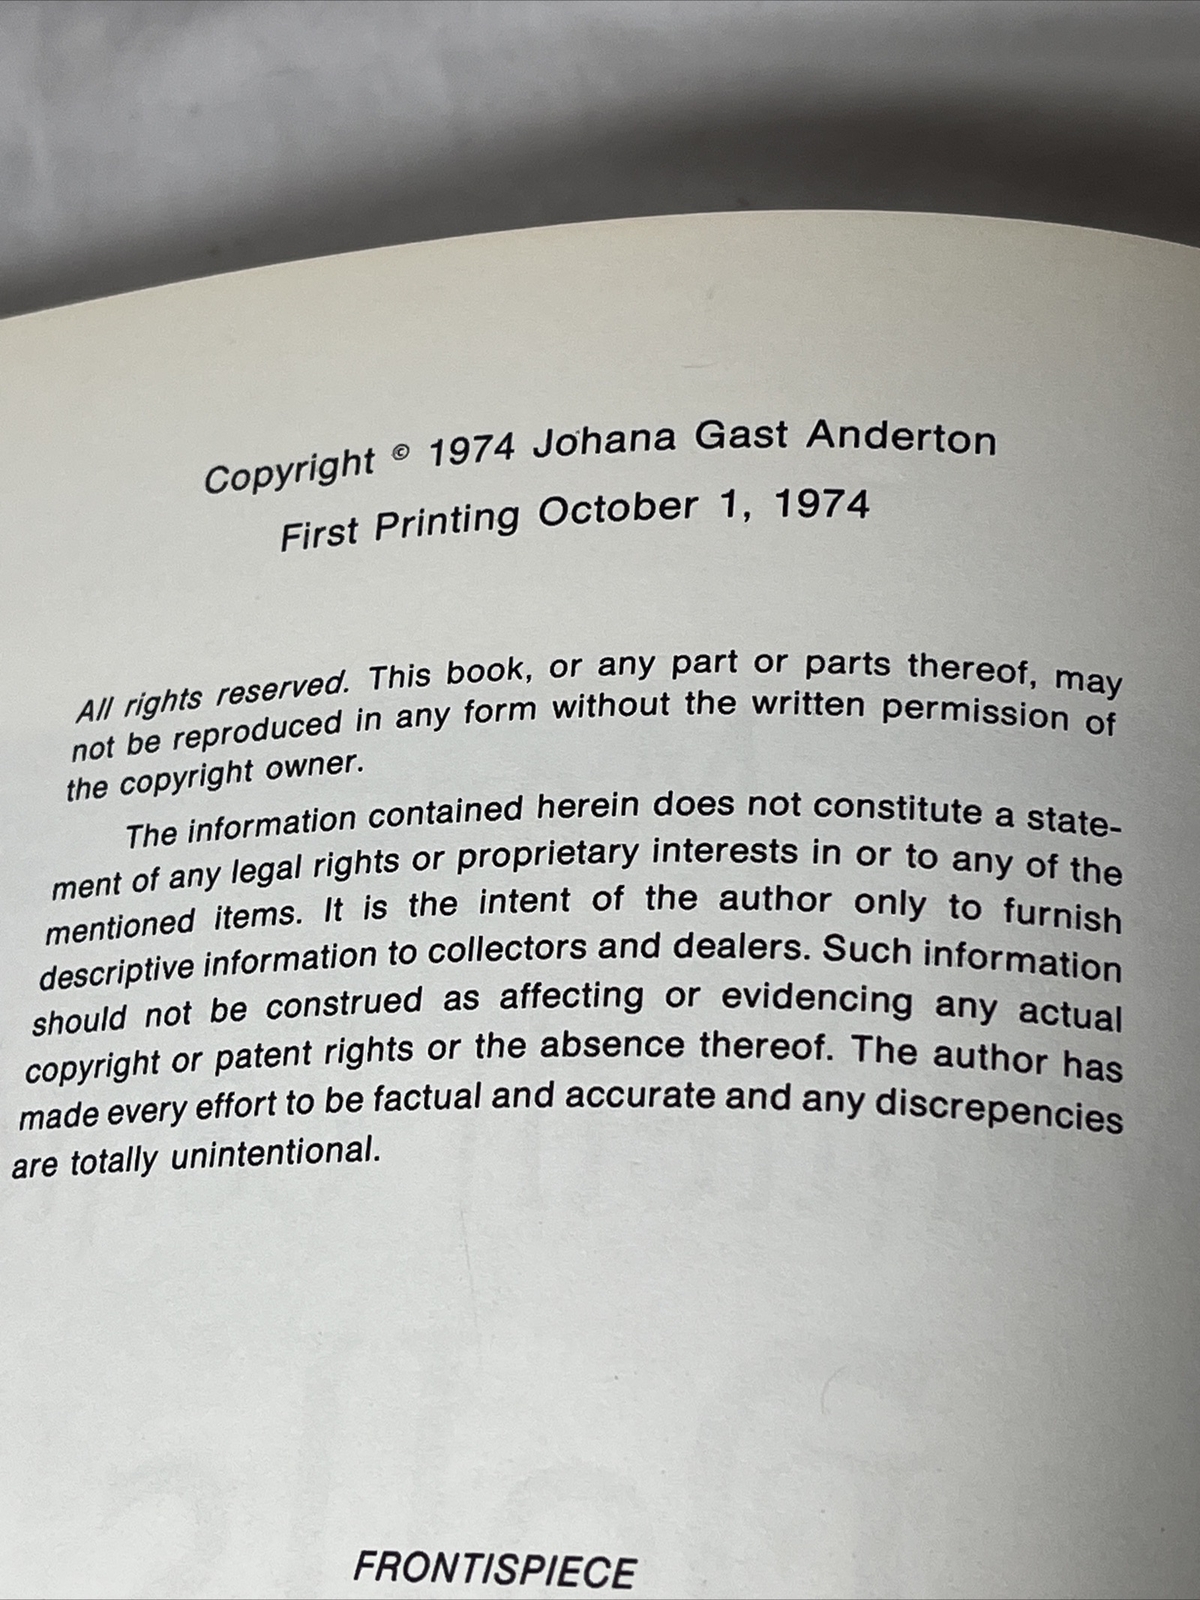 Copyright © 1974 Johana Gast Anderton
First Printing October 1, 1974
All rights reserved. This book, or any part or parts thereof, may
not be reproduced in any form without the written permission of
the copyright owner.
The information contained herein does not constitute a state-
ment of any legal rights or proprietary interests in or to any of the
mentioned items. It is the intent of the author only to furnish
descriptive information to collectors and dealers. Such information
should not be construed as affecting or evidencing any actual
copyright or patent rights or the absence thereof. The author has
made every effort to be factual and accurate and any discrepencies
are totally unintentional.
FRONTISPIECE